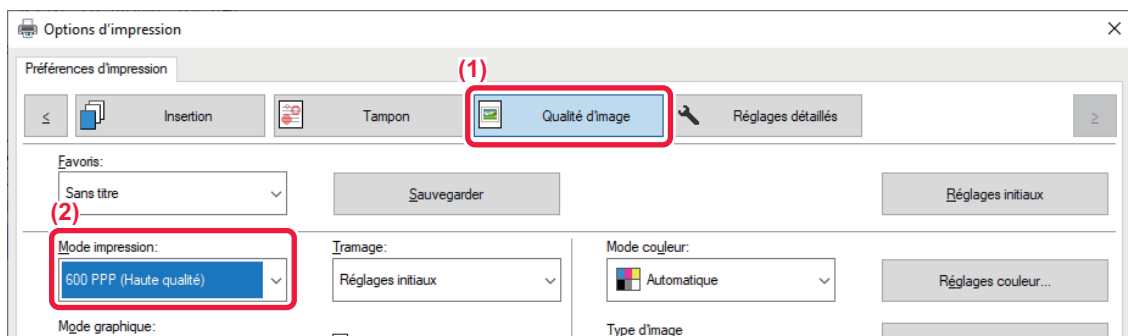 Options d'impression
Préférences d'impression
(1)
<
Insertion
Tampon
Qualité d'image
Réglages détaillés
>
Favoris:
Sans titre
Sauvegarder
Réglages initiaux
(2)
Mode impression:
Tramage:
Mode couleur:
600 PPP (Haute qualité)
Réglages initiaux
Automatique
Réglages couleur...
Mode graphique:
Type d'image